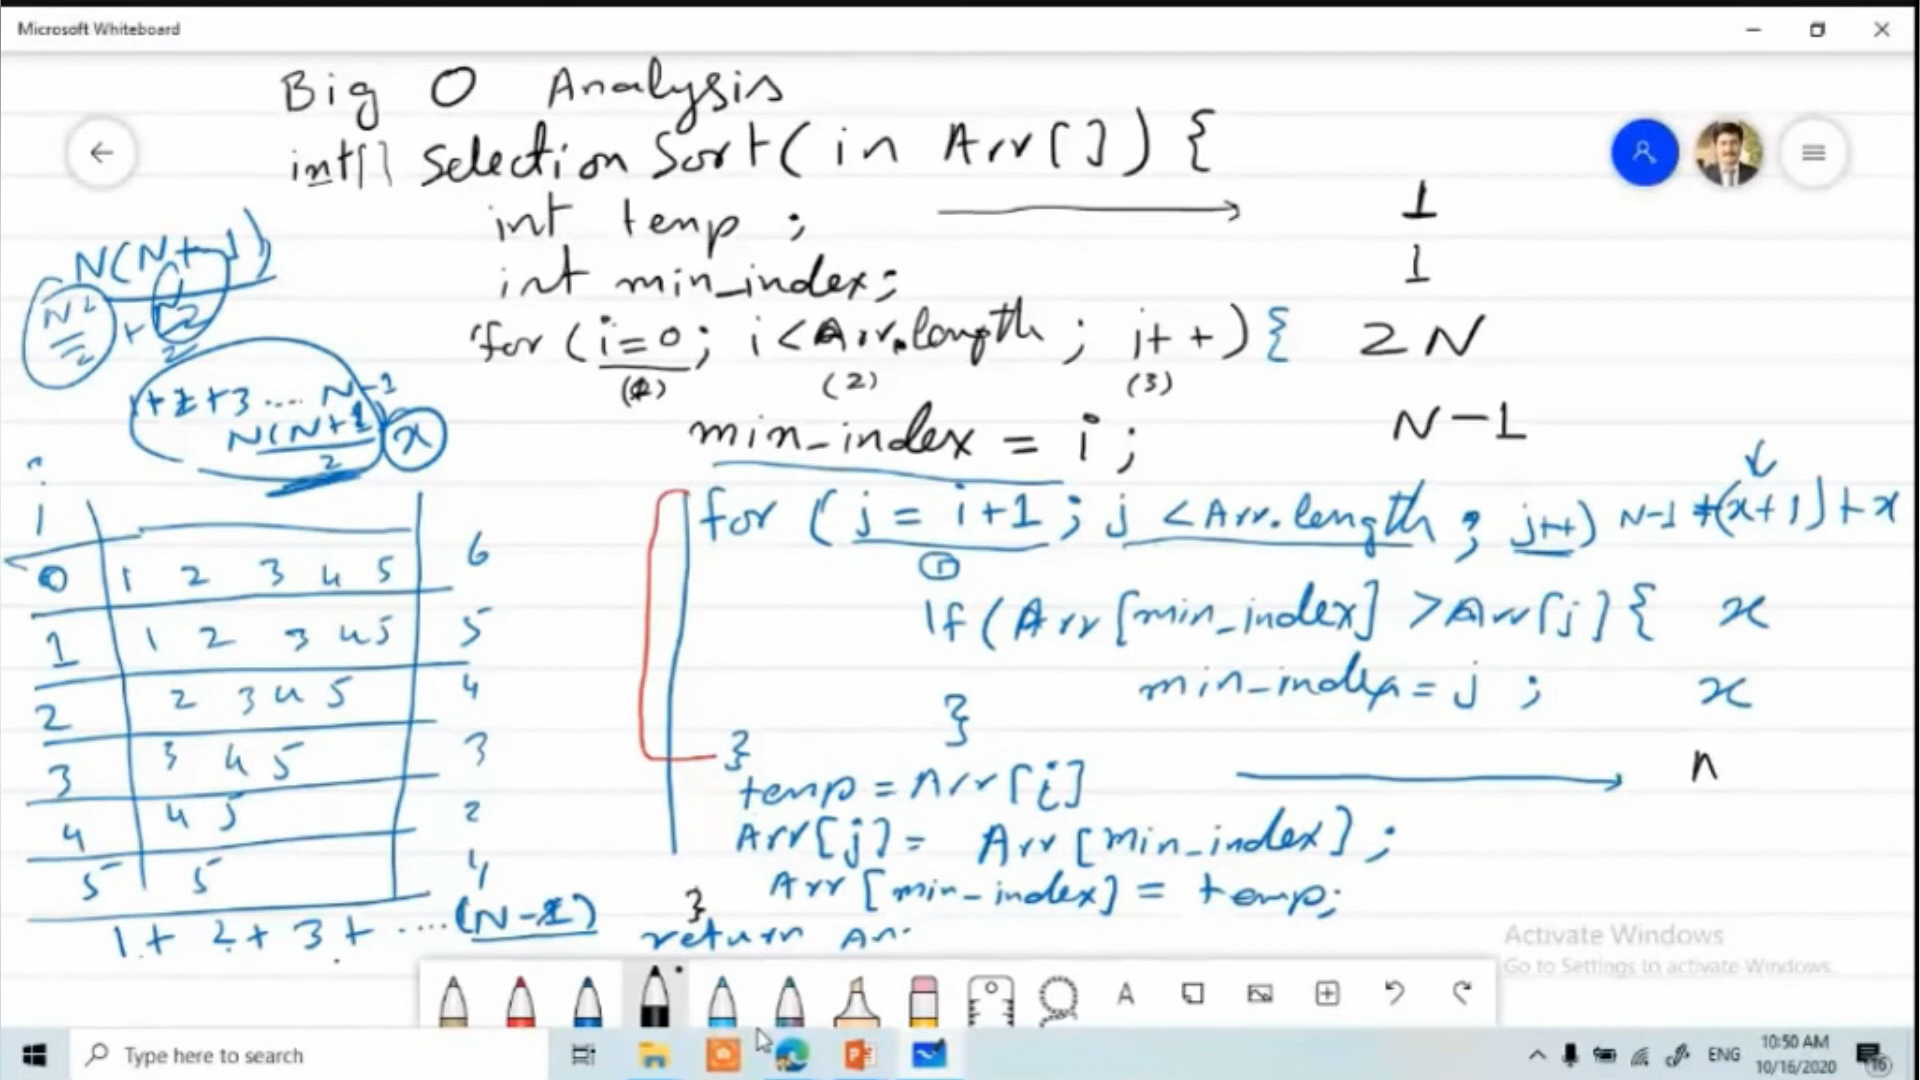 Microsoft Whiteboard
Big O Analysis
int[] Selection Sort( in Arr[ ] ) {
int temp ; 1
int min_index; 1
for ( i=0; i<Arr.length ; i++ ) { 2N
(1) (2) (3)
min_index = i ; N-1
for ( j = i+1 ; j <Arr.length ; j++) N-1 +(x+1)+x
1
If ( Arr [min_index] >Arr[j] { x
min_index = j ; x
}
}
temp = Arr[i] n
Arr[j] = Arr [min_index] ;
Arr [min_index] = temp;
}
return Arr
N(N+1)
N²/2 + N/2
1+2+3.... N-1
N(N+1) x
2
i
0 1 2 3 4 5 6
1 1 2 3 4 5 5
2 2 3 4 5 4
3 3 4 5 3
4 4 5 2
5 5
1 + 2 + 3 + .... (N-1)
Activate Windows
Go to Settings to activate Windows.
A
Type here to search
ENG
10:50 AM
10/16/2020
16